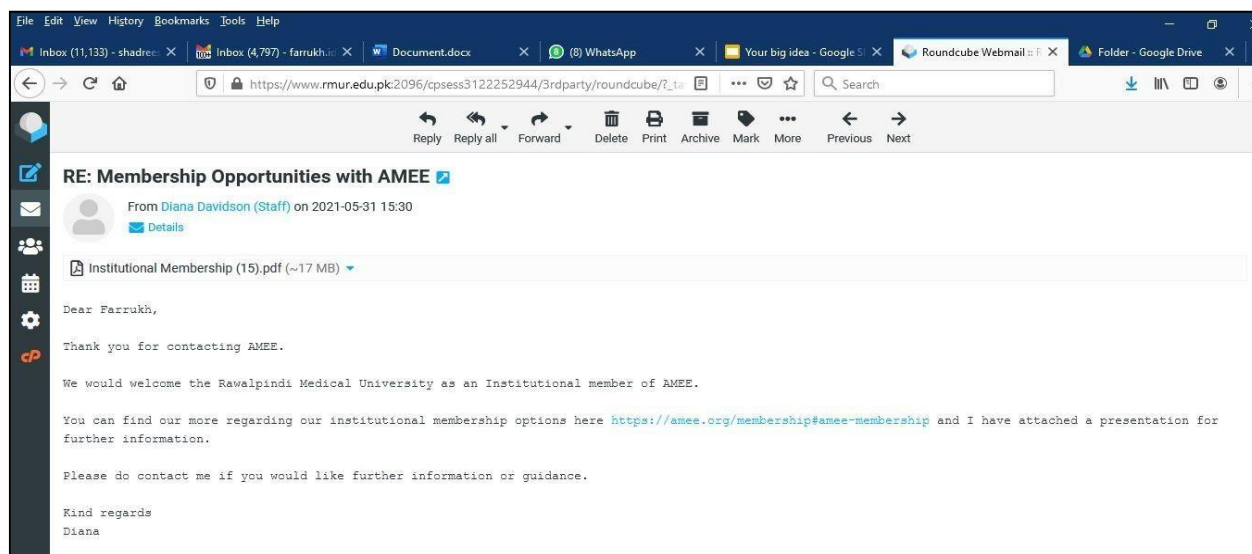 File Edit View History Bookmarks Tools Help
Inbox (11,133) - shadree
Inbox (4,797) - farrukh.i
Document.docx
(8) WhatsApp
Your big idea - Google S
Roundcube Webmail :: R
Folder - Google Drive
https://www.rmur.edu.pk:2096/cpsess3122252944/3rdparty/roundcube/?_ta
Search
Reply Reply all Forward Delete Print Archive Mark More Previous Next
RE: Membership Opportunities with AMEE
From Diana Davidson (Staff) on 2021-05-31 15:30
Details
Institutional Membership (15).pdf (~17 MB)
Dear Farrukh,
Thank you for contacting AMEE.
We would welcome the Rawalpindi Medical University as an Institutional member of AMEE.
You can find our more regarding our institutional membership options here https://amee.org/membership#amee-membership and I have attached a presentation for
further information.
Please do contact me if you would like further information or guidance.
Kind regards
Diana